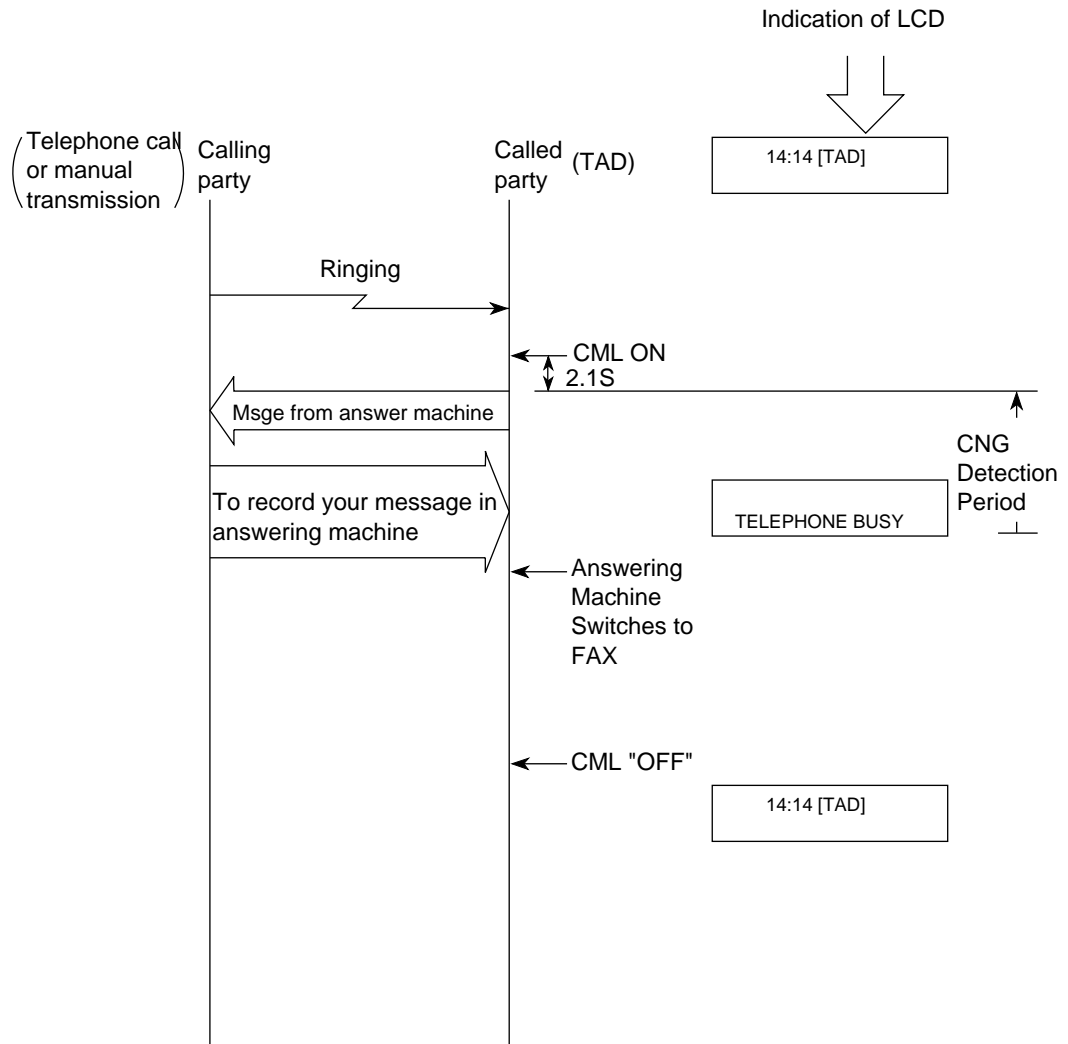 Indication of LCD
Telephone call
or manual
transmission
Calling
party
Called
party
(TAD)
14:14 [TAD]
Ringing
CML ON
2.1S
Msge from answer machine
CNG
Detection
Period
To record your message in
answering machine
TELEPHONE BUSY
Answering
Machine
Switches to
FAX
CML "OFF"
14:14 [TAD]